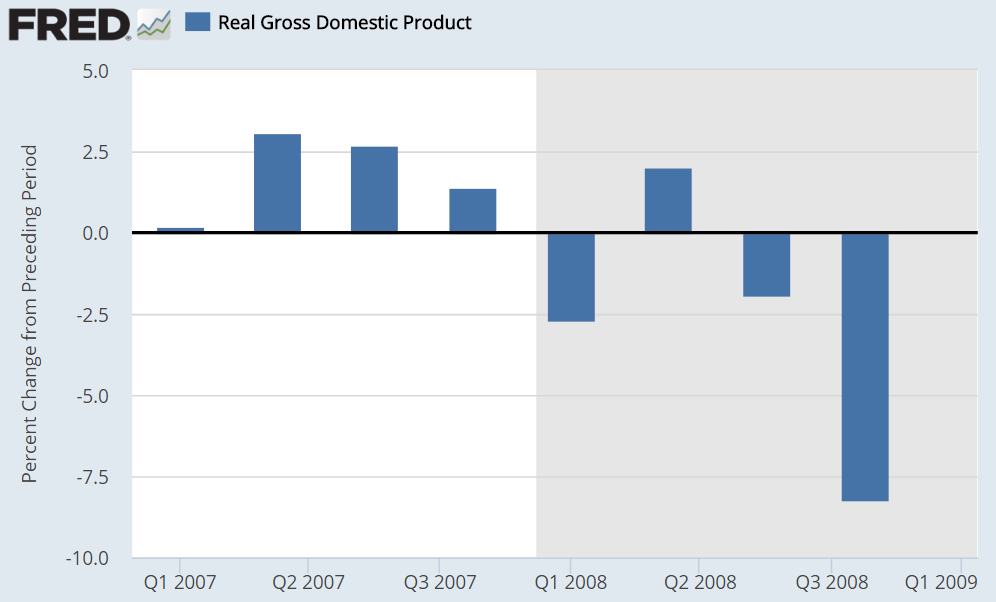 FRED® Real Gross Domestic Product
Percent Change from Preceding Period
5.0
2.5
0.0
-2.5
-5.0
-7.5
-10.0
Q1 2007 Q2 2007 Q3 2007 Q1 2008 Q2 2008 Q3 2008 Q1 2009